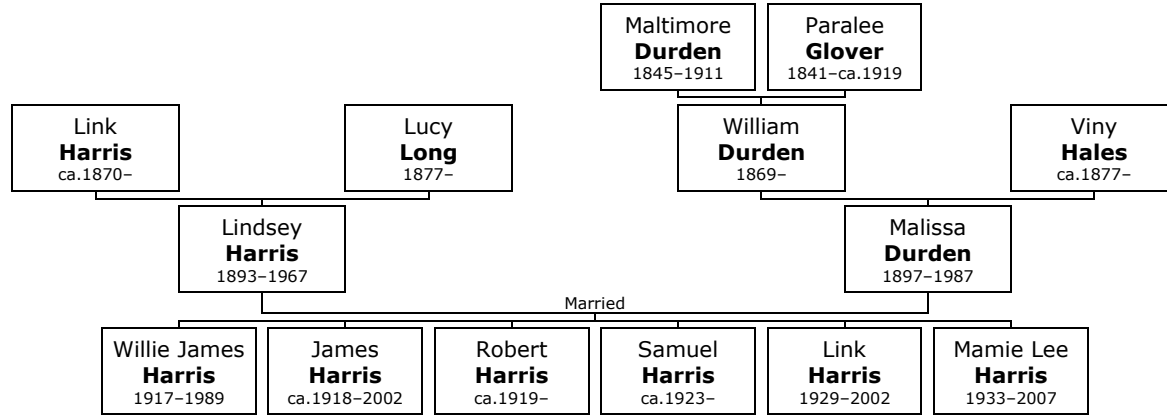 Maltimore
Durden
1845–1911
Paralee
Glover
1841–ca.1919
Link
Harris
ca.1870–
Lucy
Long
1877–
William
Durden
1869–
Viny
Hales
ca.1877–
Lindsey
Harris
1893–1967
Malissa
Durden
1897–1987
Married
Willie James
Harris
1917–1989
James
Harris
ca.1918–2002
Robert
Harris
ca.1919–
Samuel
Harris
ca.1923–
Link
Harris
1929–2002
Mamie Lee
Harris
1933–2007